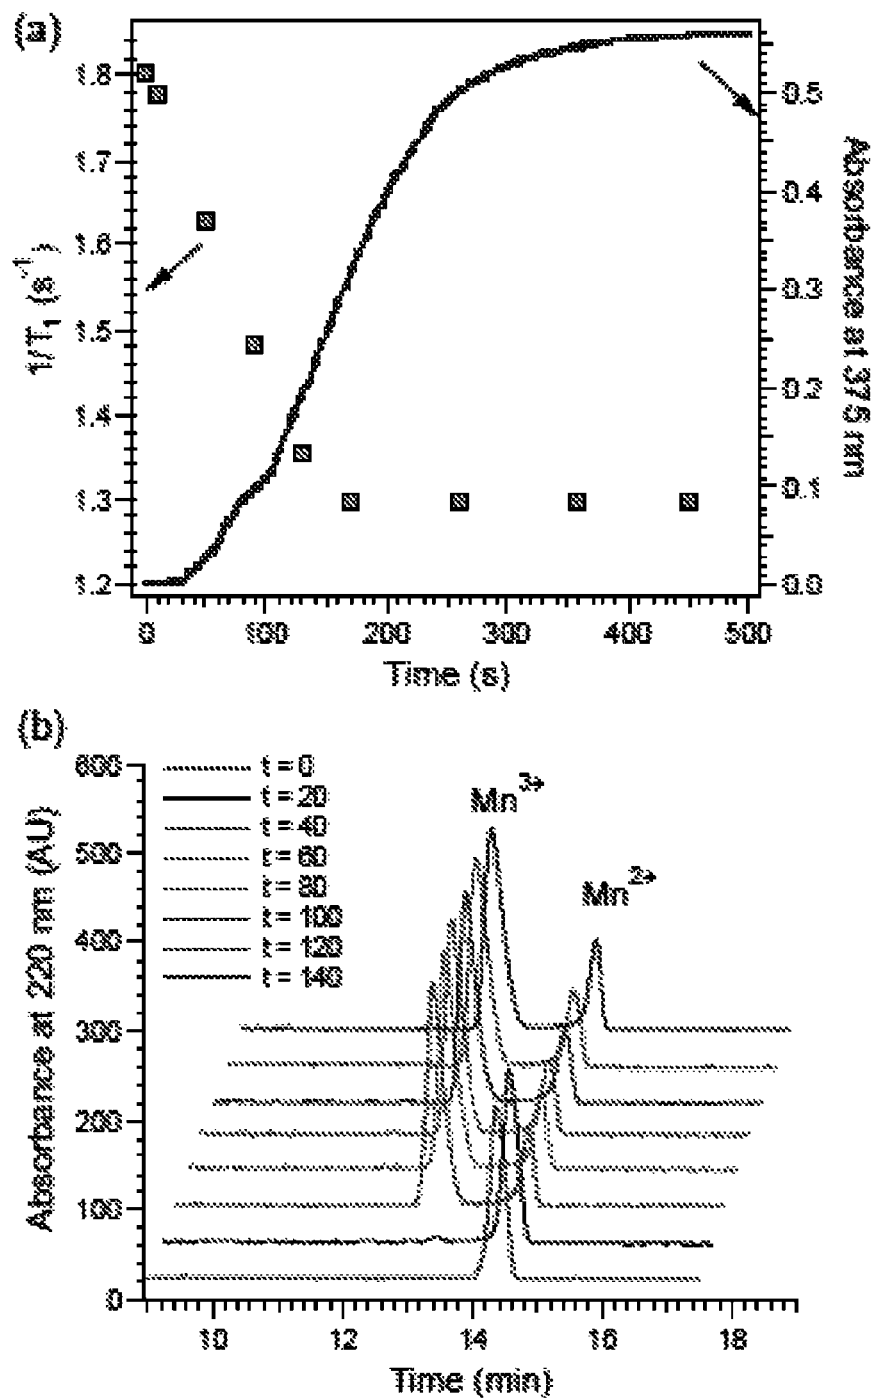 (a)
1.8
1.7
1.6
1.5
1.4
1.3
1.2
1/T₁ (s⁻¹)
0.5
0.4
0.3
0.2
0.1
0.0
Absorbance at 375 nm
0 100 200 300 400 500
Time (s)
(b)
600
500
400
300
200
100
0
Absorbance at 220 nm (AU)
t = 0
t = 20
t = 40
t = 60
t = 80
t = 100
t = 120
t = 140
Mn³⁺
Mn²⁺
10 12 14 16 18
Time (min)